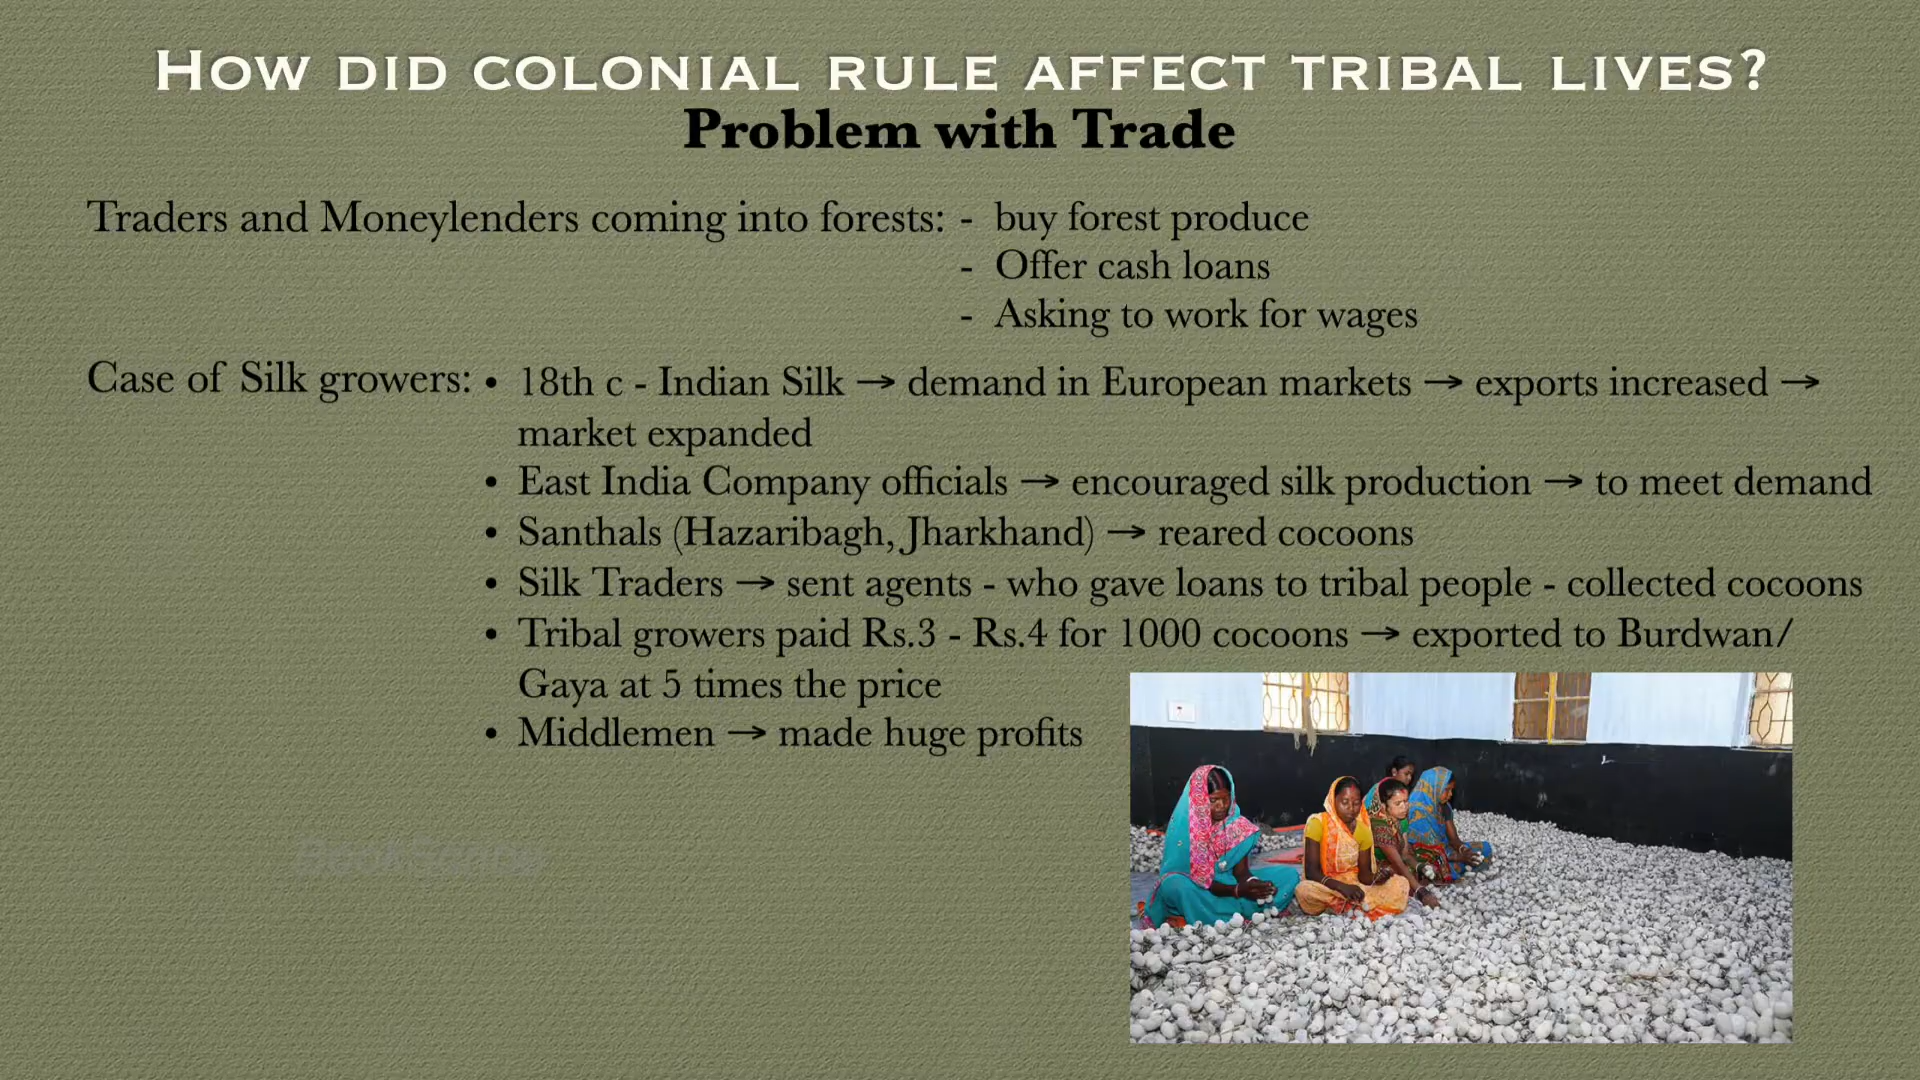 How did colonial rule affect tribal lives?
Problem with Trade
Traders and Moneylenders coming into forests: - buy forest produce
- Offer cash loans
- Asking to work for wages
Case of Silk growers: • 18th c - Indian Silk → demand in European markets → exports increased →
market expanded
• East India Company officials → encouraged silk production → to meet demand
• Santhals (Hazaribagh, Jharkhand) → reared cocoons
• Silk Traders → sent agents - who gave loans to tribal people - collected cocoons
• Tribal growers paid Rs.3 - Rs.4 for 1000 cocoons → exported to Burdwan/
Gaya at 5 times the price
• Middlemen → made huge profits